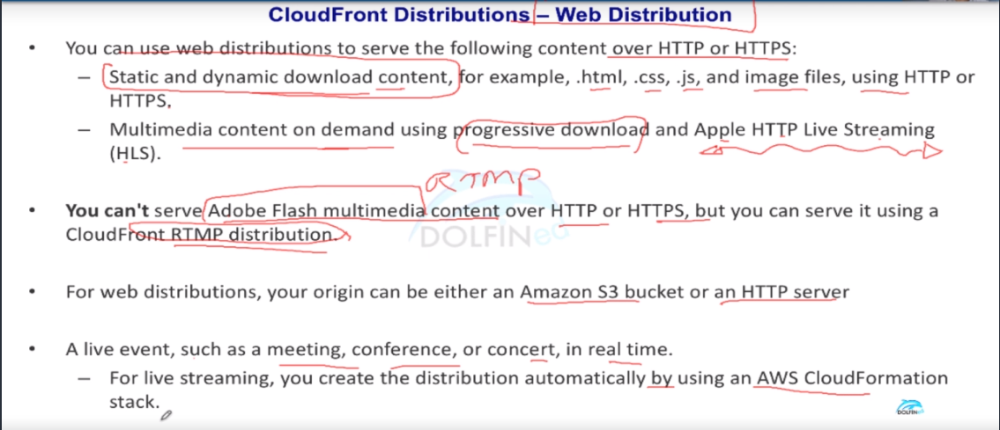 CloudFront Distributions – Web Distribution
• You can use web distributions to serve the following content over HTTP or HTTPS:
– Static and dynamic download content, for example, .html, .css, .js, and image files, using HTTP or
HTTPS.
– Multimedia content on demand using progressive download and Apple HTTP Live Streaming
(HLS).
RTMP
• You can't serve Adobe Flash multimedia content over HTTP or HTTPS, but you can serve it using a
CloudFront RTMP distribution.
DOLFINed
• For web distributions, your origin can be either an Amazon S3 bucket or an HTTP server
• A live event, such as a meeting, conference, or concert, in real time.
– For live streaming, you create the distribution automatically by using an AWS CloudFormation
stack.
DOLFIN